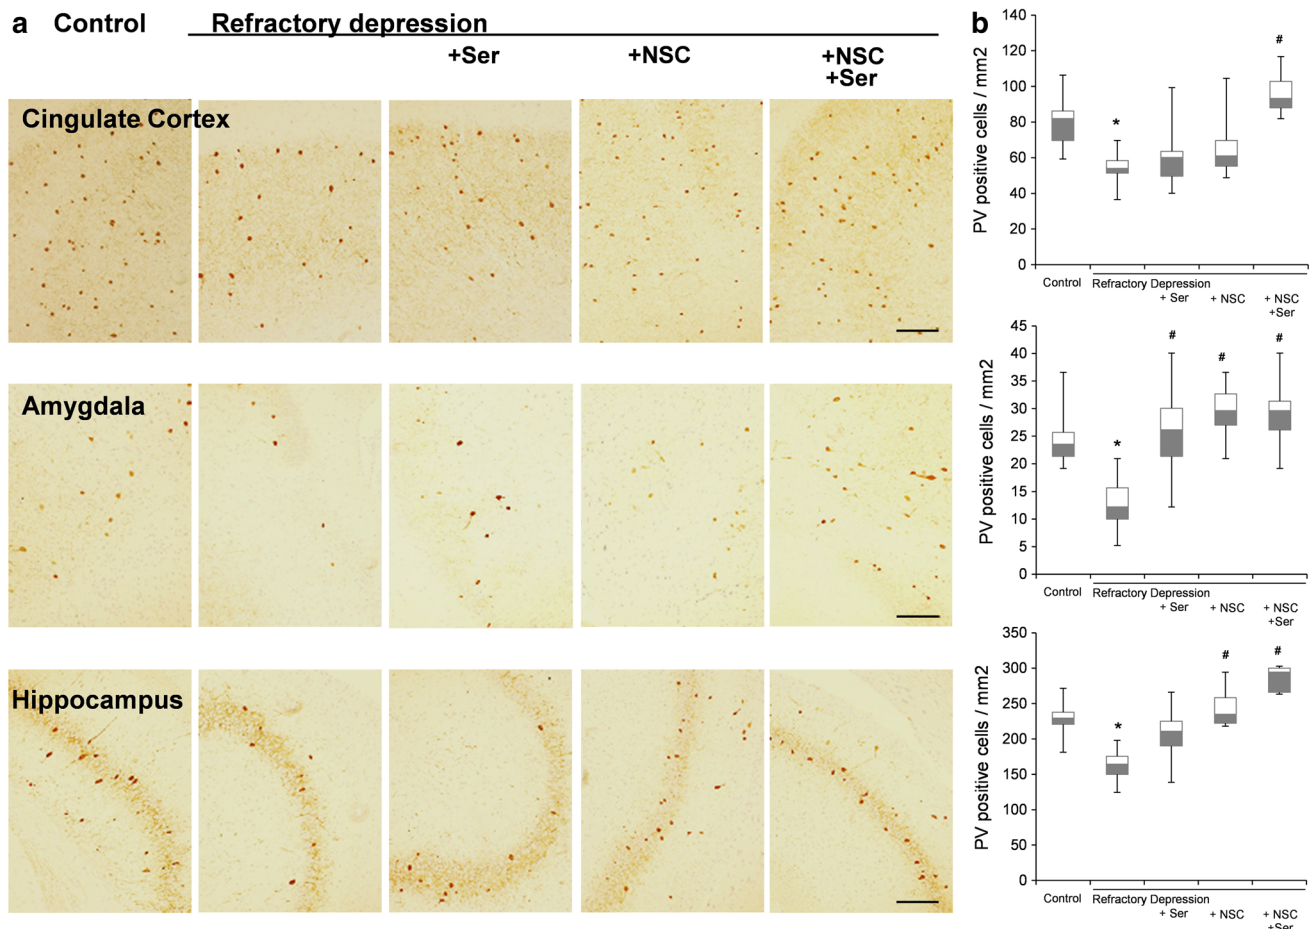 a Control Refractory depression
+Ser +NSC +NSC
+Ser
Cingulate Cortex
Amygdala
Hippocampus
b
PV positive cells / mm2
140
120
100
80
60
40
20
0
*
#
Control Refractory Depression
+ Ser + NSC + NSC
+Ser
PV positive cells / mm2
45
40
35
30
25
20
15
10
5
0
*
#
#
#
Control Refractory Depression
+ Ser + NSC + NSC
+Ser
PV positive cells / mm2
350
300
250
200
150
100
50
0
*
#
#
Control Refractory Depression
+ Ser + NSC + NSC
+Ser